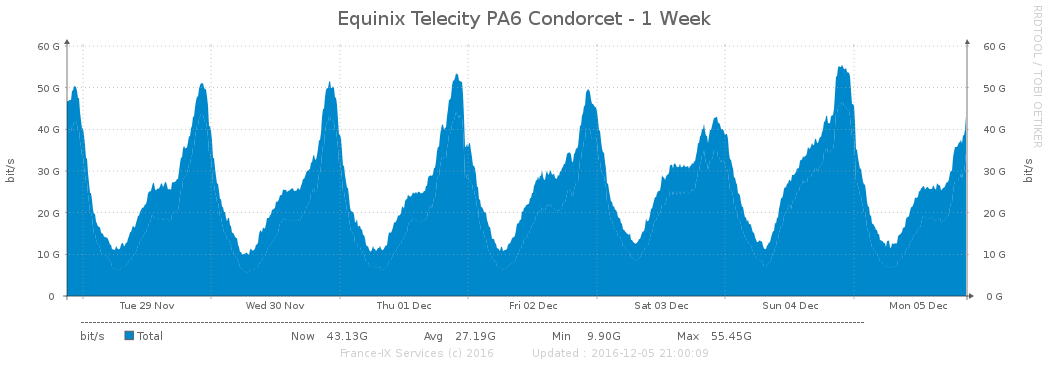 Equinix Telecity PA6 Condorcet - 1 Week
RRDTOOL / TOBI OETIKER
60 G 60 G
50 G 50 G
40 G 40 G
30 G 30 G
20 G 20 G
10 G 10 G
0 0 G
bit/s
bit/s
Tue 29 Nov Wed 30 Nov Thu 01 Dec Fri 02 Dec Sat 03 Dec Sun 04 Dec Mon 05 Dec
bit/s Total Now 43.13G Avg 27.19G Min 9.90G Max 55.45G
France-IX Services (c) 2016 Updated : 2016-12-05 21:00:09